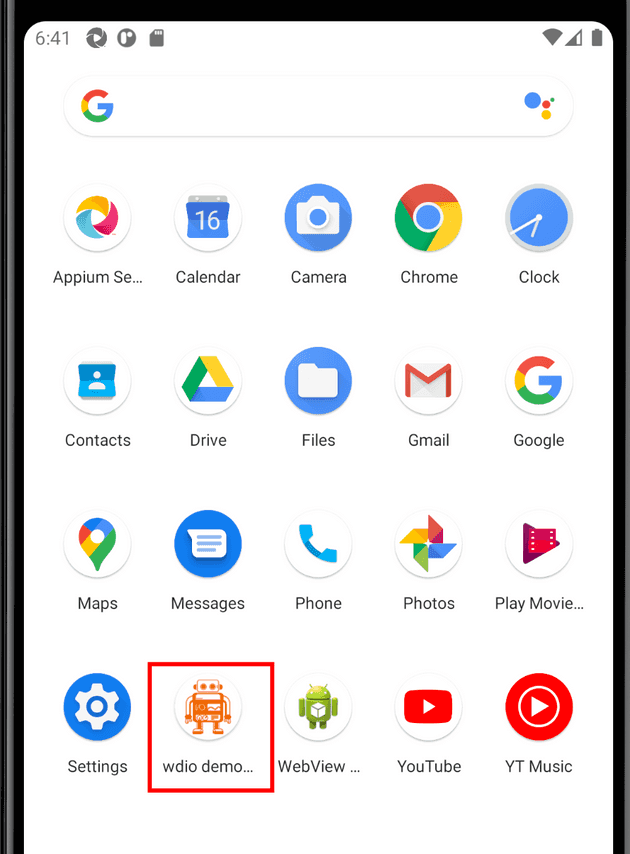 6:41
16
Appium Se...
Calendar
Camera
Chrome
Clock
Contacts
Drive
Files
Gmail
Google
Maps
Messages
Phone
Photos
Play Movie...
Settings
wdio demo...
WebView ...
YouTube
YT Music